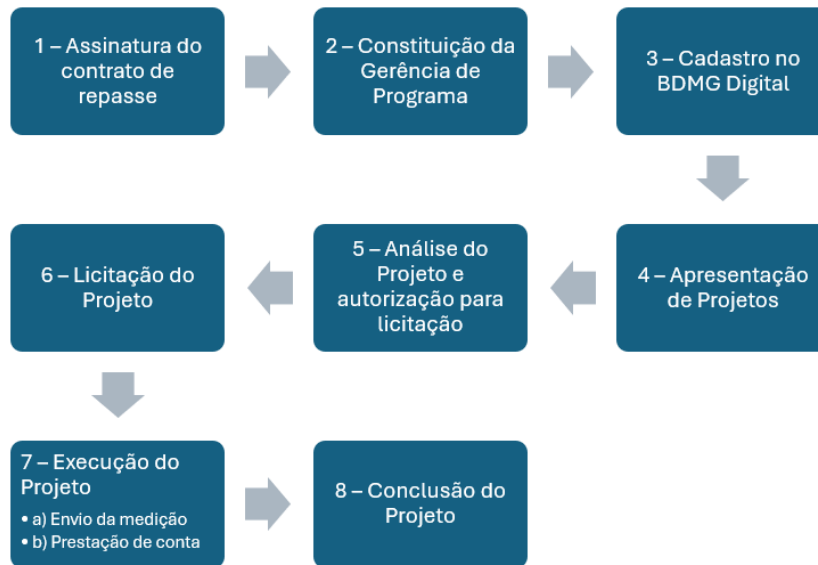 1 – Assinatura do
contrato de
repasse
2 – Constituição da
Gerência de
Programa
3 – Cadastro no
BDMG Digital
4 – Apresentação
de Projetos
5 – Análise do
Projeto e
autorização para
licitação
6 – Licitação do
Projeto
7 – Execução do
Projeto
• a) Envio da medição
• b) Prestação de conta
8 – Conclusão do
Projeto